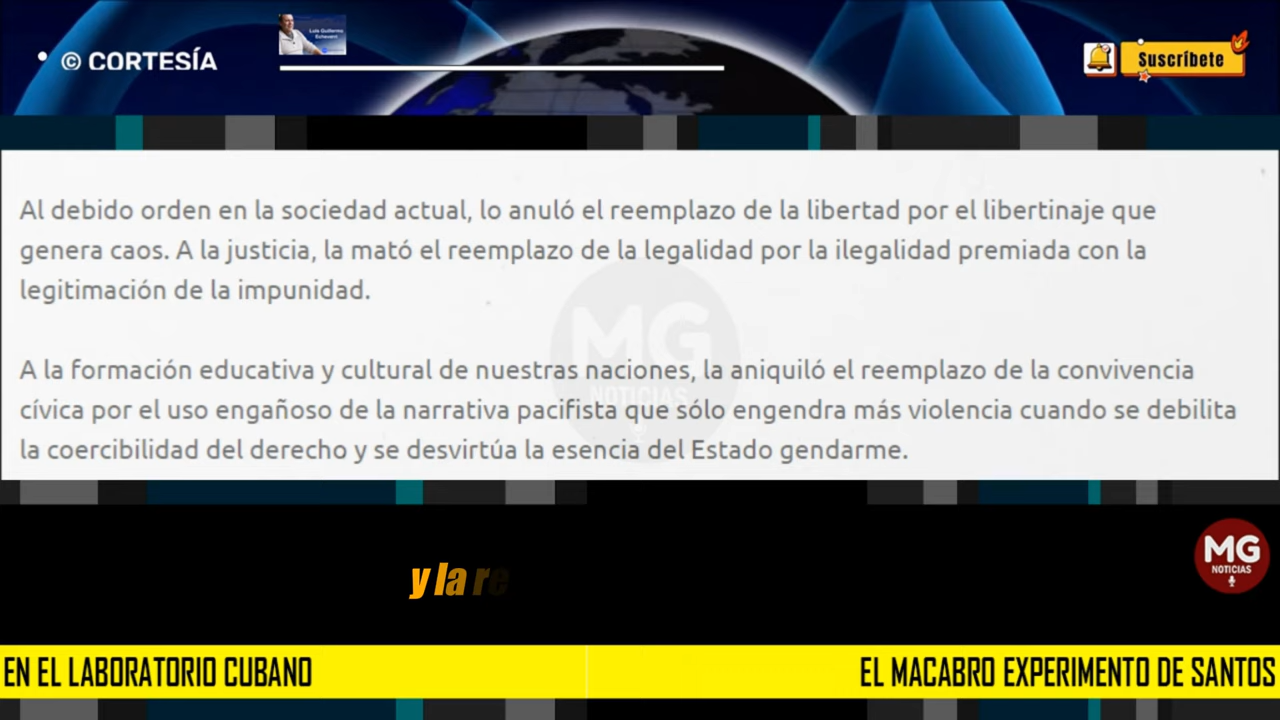 © CORTESÍA
Luis Guillermo
Echeverri
Suscríbete
Al debido orden en la sociedad actual, lo anuló el reemplazo de la libertad por el libertinaje que
genera caos. A la justicia, la mató el reemplazo de la legalidad por la ilegalidad premiada con la
legitimación de la impunidad.
A la formación educativa y cultural de nuestras naciones, la aniquiló el reemplazo de la convivencia
cívica por el uso engañoso de la narrativa pacifista que sólo engendra más violencia cuando se debilita
la coercibilidad del derecho y se desvirtúa la esencia del Estado gendarme.
MG
NOTICIAS
y la re
MG
NOTICIAS
EN EL LABORATORIO CUBANO
EL MACABRO EXPERIMENTO DE SANTOS